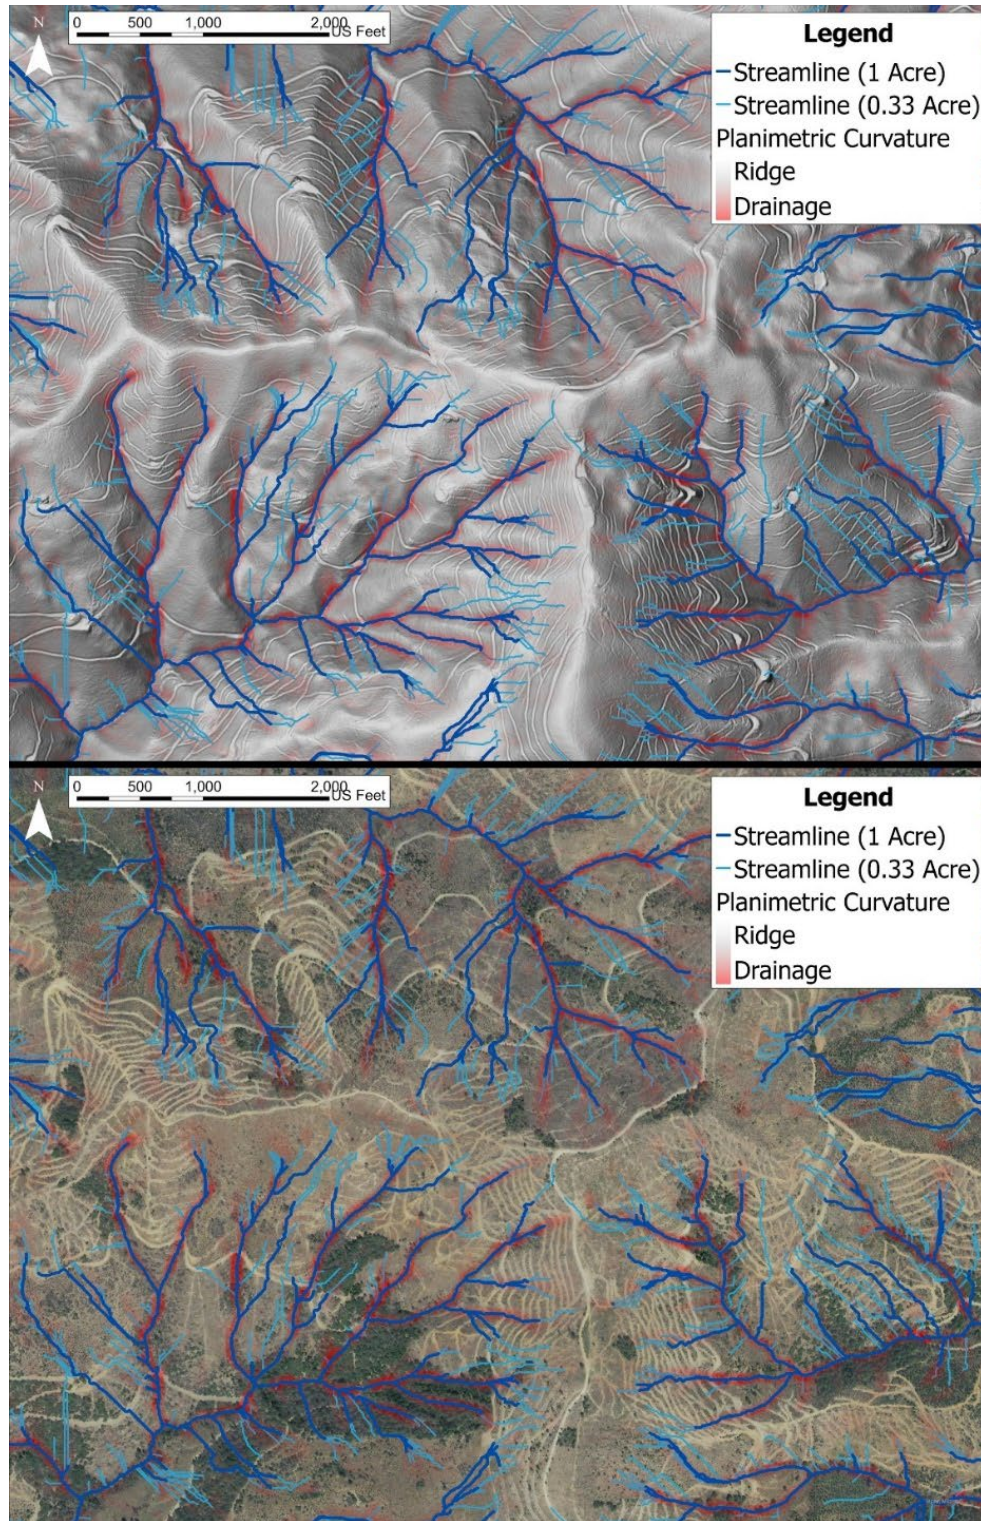 N
0 500 1,000 2,000
US Feet
Legend
Streamline (1 Acre)
Streamline (0.33 Acre)
Planimetric Curvature
Ridge
Drainage
N
0 500 1,000 2,000
US Feet
Legend
Streamline (1 Acre)
Streamline (0.33 Acre)
Planimetric Curvature
Ridge
Drainage